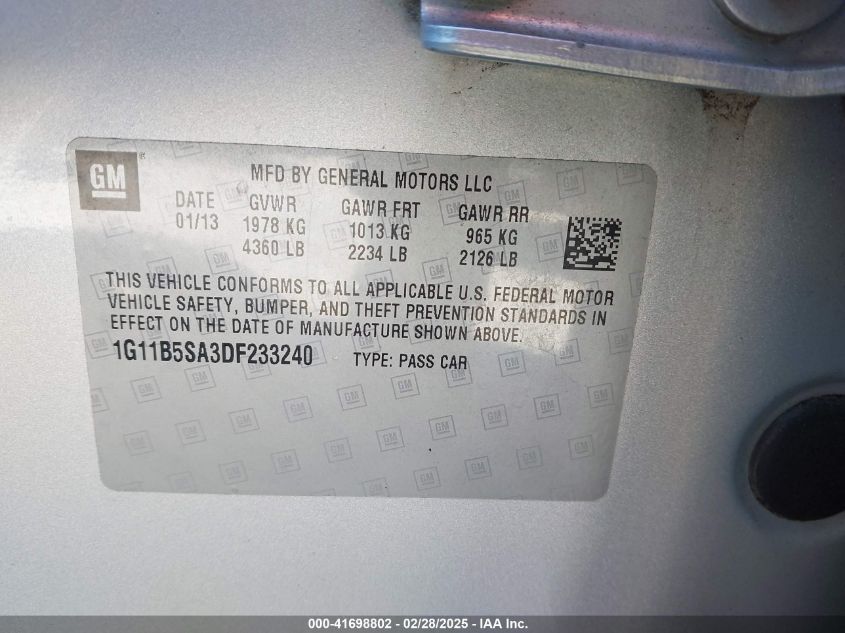 GM
MFD BY GENERAL MOTORS LLC
DATE GVWR GAWR FRT GAWR RR
01/13 1978 KG 1013 KG 965 KG
4360 LB 2234 LB 2126 LB
THIS VEHICLE CONFORMS TO ALL APPLICABLE U.S. FEDERAL MOTOR
VEHICLE SAFETY, BUMPER, AND THEFT PREVENTION STANDARDS IN
EFFECT ON THE DATE OF MANUFACTURE SHOWN ABOVE.
1G11B5SA3DF233240 TYPE: PASS CAR
000-41698802 / 02/28/2025 - IAA Inc.